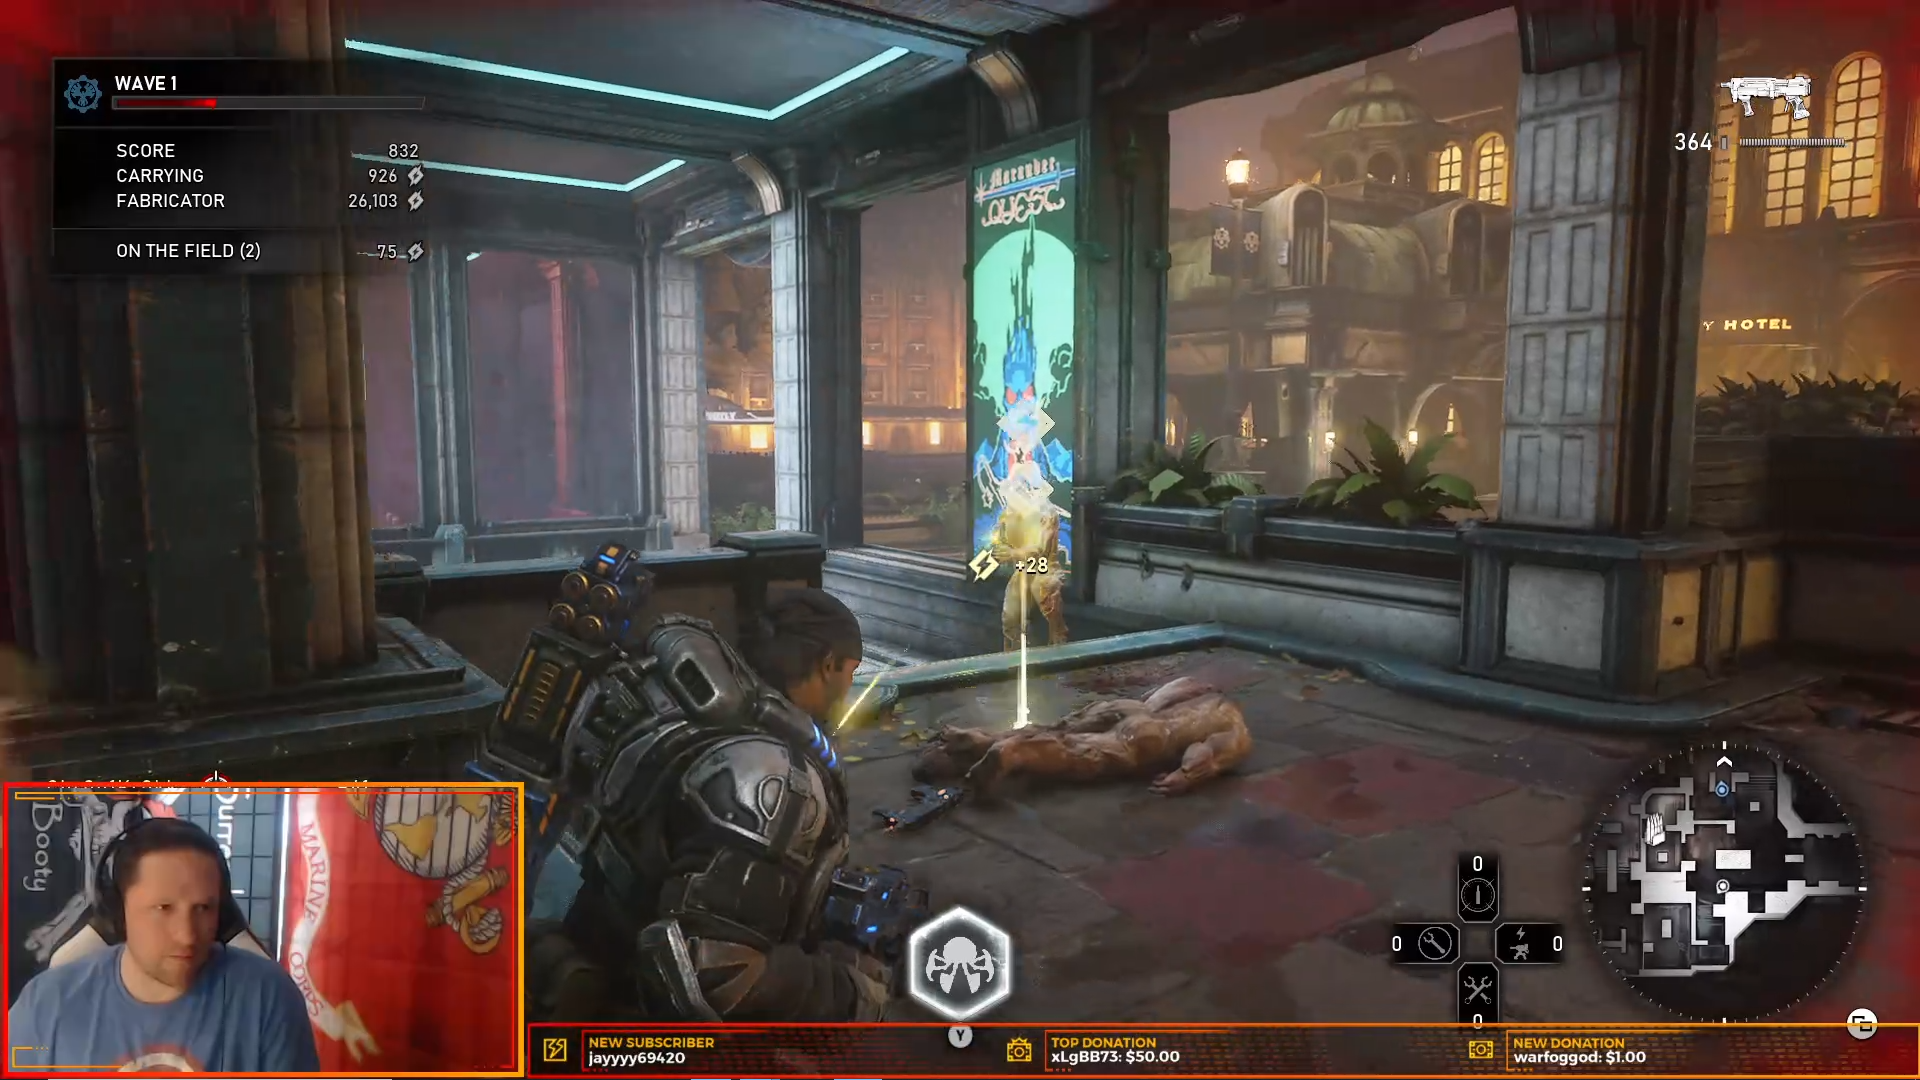 WAVE 1
SCORE 832
CARRYING 926
FABRICATOR 26,103
ON THE FIELD (2) 75
364
Marauder
QUEST
Y HOTEL
+28
Booty
MARINE
CORPS
0
0
0
0
Y
NEW SUBSCRIBER
jayyyy69420
TOP DONATION
xLgBB73: $50.00
NEW DONATION
warfoggod: $1.00